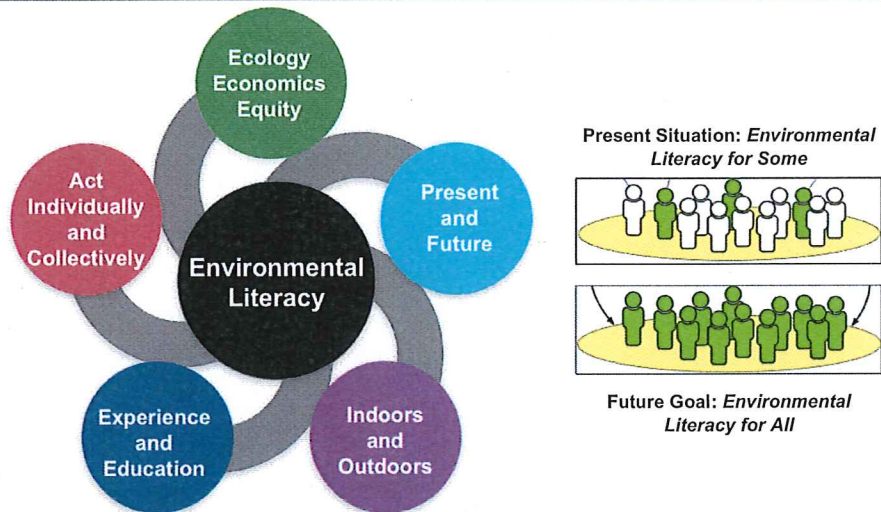 Ecology
Economics
Equity
Present
and
Future
Indoors
and
Outdoors
Experience
and
Education
Act
Individually
and
Collectively
Environmental
Literacy
Present Situation: Environmental
Literacy for Some
Future Goal: Environmental
Literacy for All